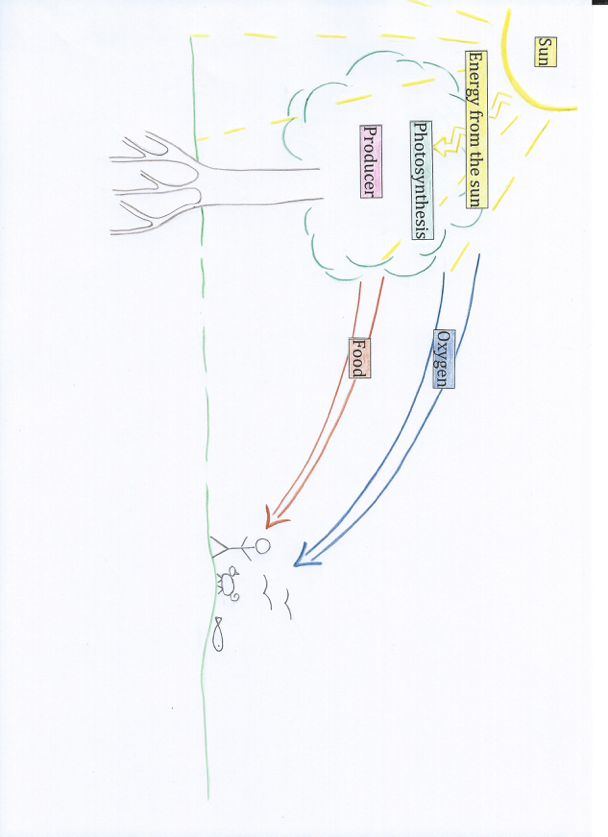 Sun
Energy from the sun
Photosynthesis
Producer
Oxygen
Food